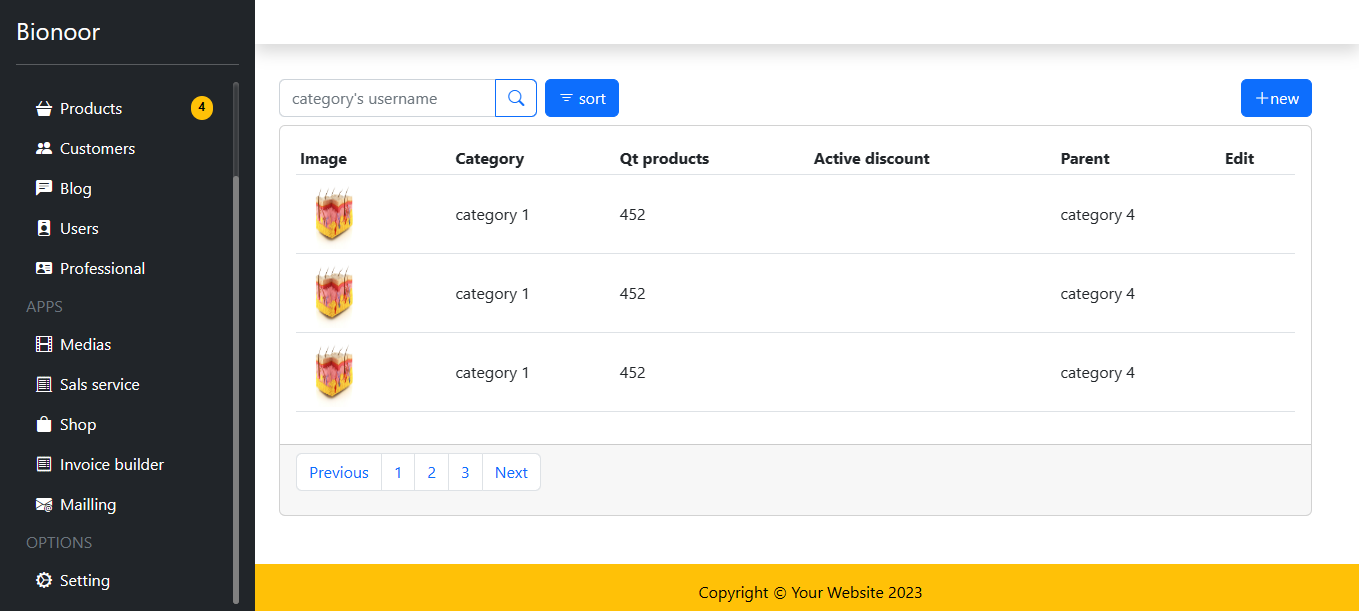 Bionoor
Products 4
Customers
Blog
Users
Professional
APPS
Medias
Sals service
Shop
Invoice builder
Mailling
OPTIONS
Setting
category's username sort +new
Image Category Qt products Active discount Parent Edit
category 1 452 category 4
category 1 452 category 4
category 1 452 category 4
Previous 1 2 3 Next
Copyright © Your Website 2023